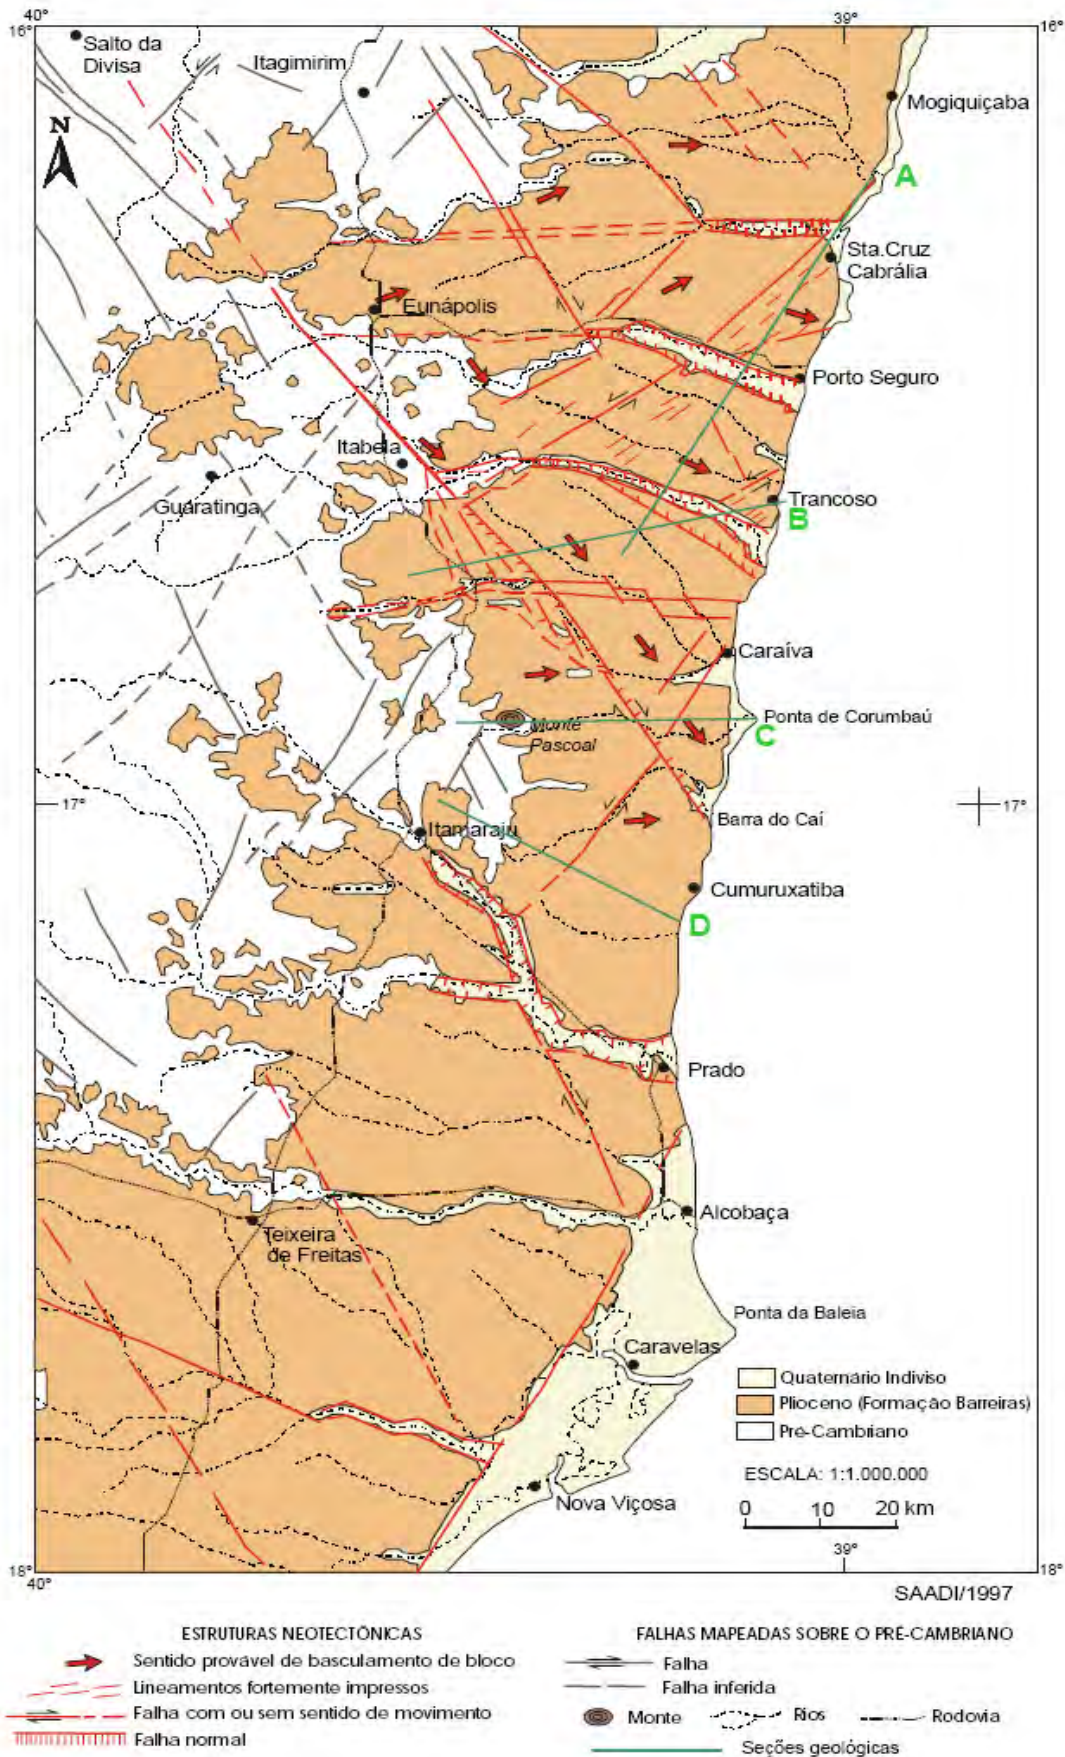 40°
39°
16°
16°
Salto da
Divisa
Itagimirim
Mogiquiçaba
N
A
Sta.Cruz
Cabrália
Eunápolis
Porto Seguro
Itabela
Guaratinga
Trancoso
B
Caraíva
Ponta de Corumbaú
C
Monte
Pascoal
17°
17°
Barra do Caí
Itamaraju
Cumuruxatiba
D
Prado
Alcobaça
Teixeira
de Freitas
Ponta da Baleia
Caravelas
Quaternário Indiviso
Plioceno (Formação Barreiras)
Pré-Cambriano
ESCALA: 1:1.000.000
0 10 20 km
Nova Viçosa
18°
40°
39°
18°
SAADI/1997
ESTRUTURAS NEOTECTÔNICAS
Sentido provável de basculamento de bloco
Lineamentos fortemente impressos
Falha com ou sem sentido de movimento
Falha normal
FALHAS MAPEADAS SOBRE O PRÉ-CAMBRIANO
Falha
Falha inferida
Monte
Rios
Rodovia
Seções geológicas